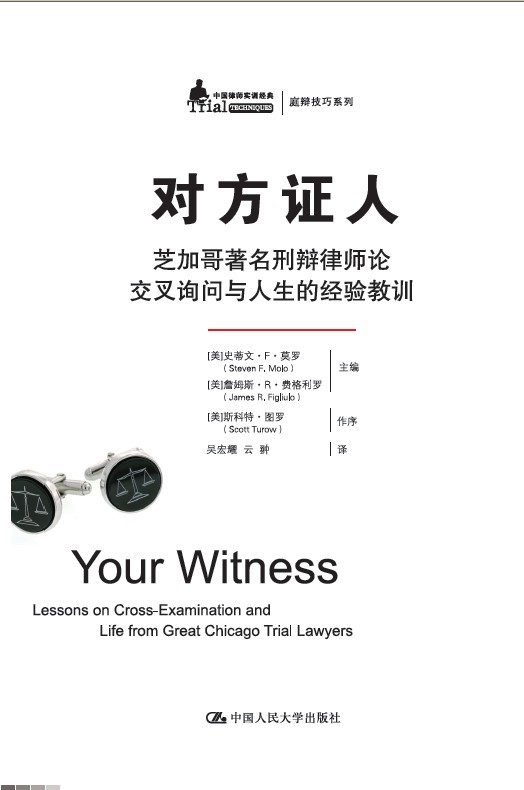 中国律师实训经典
Trial TECHNIQUES
庭辩技巧系列
对方证人
芝加哥著名刑辩律师论
交叉询问与人生的经验教训
[美]史蒂文·F·莫罗
(Steven F. Molo)
[美]詹姆斯·R·费格利罗
(James R. Figliulo)
主编
[美]斯科特·图罗
(Scott Turow)
作序
吴宏耀 云翀
译
Your Witness
Lessons on Cross-Examination and
Life from Great Chicago Trial Lawyers
中国人民大学出版社